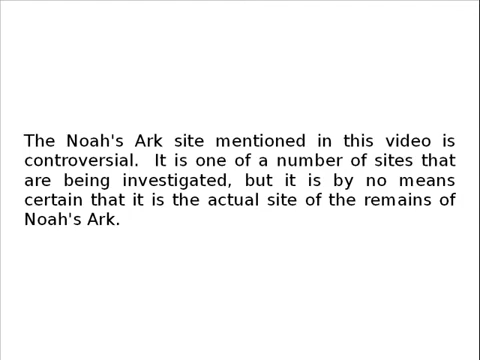 The Noah's Ark site mentioned in this video is
controversial.  It is one of a number of sites that
are being investigated, but it is by no means
certain that it is the actual site of the remains of
Noah's Ark.